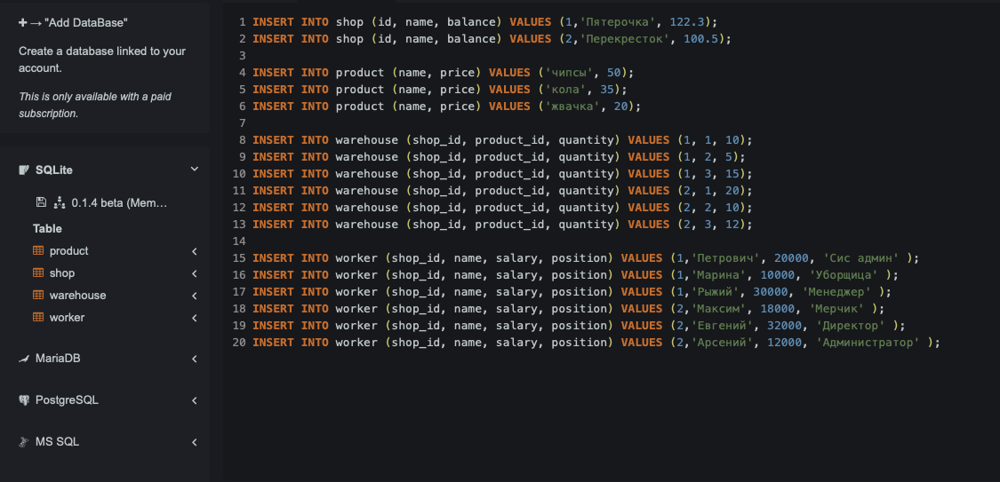 + → "Add DataBase"
Create a database linked to your
account.
This is only available with a paid
subscription.
SQLite
0.1.4 beta (Mem...
Table
product
shop
warehouse
worker
MariaDB
PostgreSQL
MS SQL
1 INSERT INTO shop (id, name, balance) VALUES (1,'Пятерочка', 122.3);
2 INSERT INTO shop (id, name, balance) VALUES (2,'Перекресток', 100.5);
3
4 INSERT INTO product (name, price) VALUES ('чипсы', 50);
5 INSERT INTO product (name, price) VALUES ('кола', 35);
6 INSERT INTO product (name, price) VALUES ('жвачка', 20);
7
8 INSERT INTO warehouse (shop_id, product_id, quantity) VALUES (1, 1, 10);
9 INSERT INTO warehouse (shop_id, product_id, quantity) VALUES (1, 2, 5);
10 INSERT INTO warehouse (shop_id, product_id, quantity) VALUES (1, 3, 15);
11 INSERT INTO warehouse (shop_id, product_id, quantity) VALUES (2, 1, 20);
12 INSERT INTO warehouse (shop_id, product_id, quantity) VALUES (2, 2, 10);
13 INSERT INTO warehouse (shop_id, product_id, quantity) VALUES (2, 3, 12);
14
15 INSERT INTO worker (shop_id, name, salary, position) VALUES (1,'Петрович', 20000, 'Сис админ' );
16 INSERT INTO worker (shop_id, name, salary, position) VALUES (1,'Марина', 10000, 'Уборщица' );
17 INSERT INTO worker (shop_id, name, salary, position) VALUES (1,'Рыжий', 30000, 'Менеджер' );
18 INSERT INTO worker (shop_id, name, salary, position) VALUES (2,'Максим', 18000, 'Мерчик' );
19 INSERT INTO worker (shop_id, name, salary, position) VALUES (2,'Евгений', 32000, 'Директор' );
20 INSERT INTO worker (shop_id, name, salary, position) VALUES (2,'Арсений', 12000, 'Администратор' );